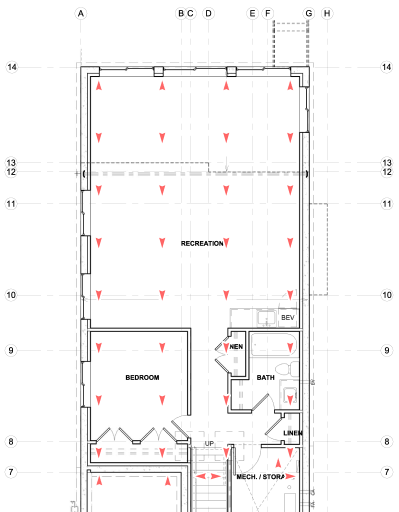 A B C D E F G H
14 14
13 13
12 12
11 11
RECREATION
10 10
BEV
9 9
NEN
BEDROOM BATH
LINEN
8 UP 8
7 7
MECH. / STORA